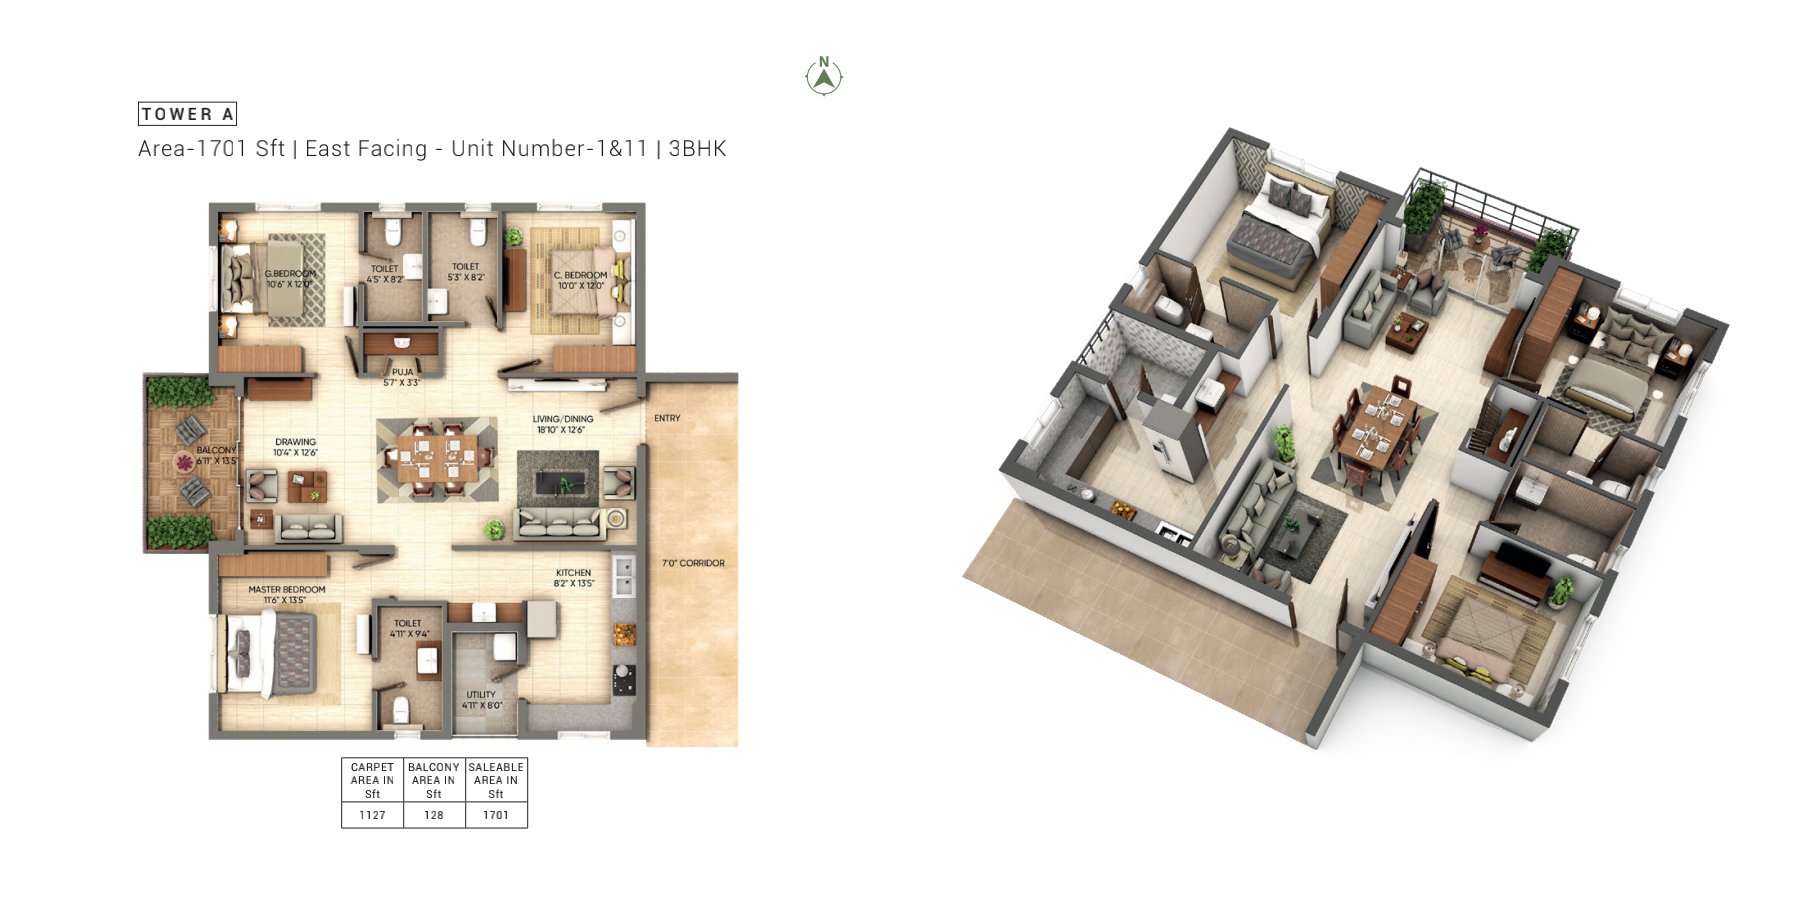 N
TOWER A
Area-1701 Sft | East Facing - Unit Number-1&11 | 3BHK
G.BEDROOM
10'6" X 12'0"
TOILET
4'5" X 8'2"
TOILET
5'3" X 8'2"
C. BEDROOM
10'0" X 12'0"
PUJA
5'7" X 3'3"
LIVING/DINING
18'10" X 12'6"
ENTRY
DRAWING
10'4" X 12'6"
BALCONY
6'11" X 13'5"
7'0" CORRIDOR
KITCHEN
8'2" X 13'5"
MASTER BEDROOM
11'6" X 13'5"
TOILET
4'11" X 9'4"
UTILITY
4'11" X 8'0"
CARPET AREA IN Sft
BALCONY AREA IN Sft
SALEABLE AREA IN Sft
1127
128
1701